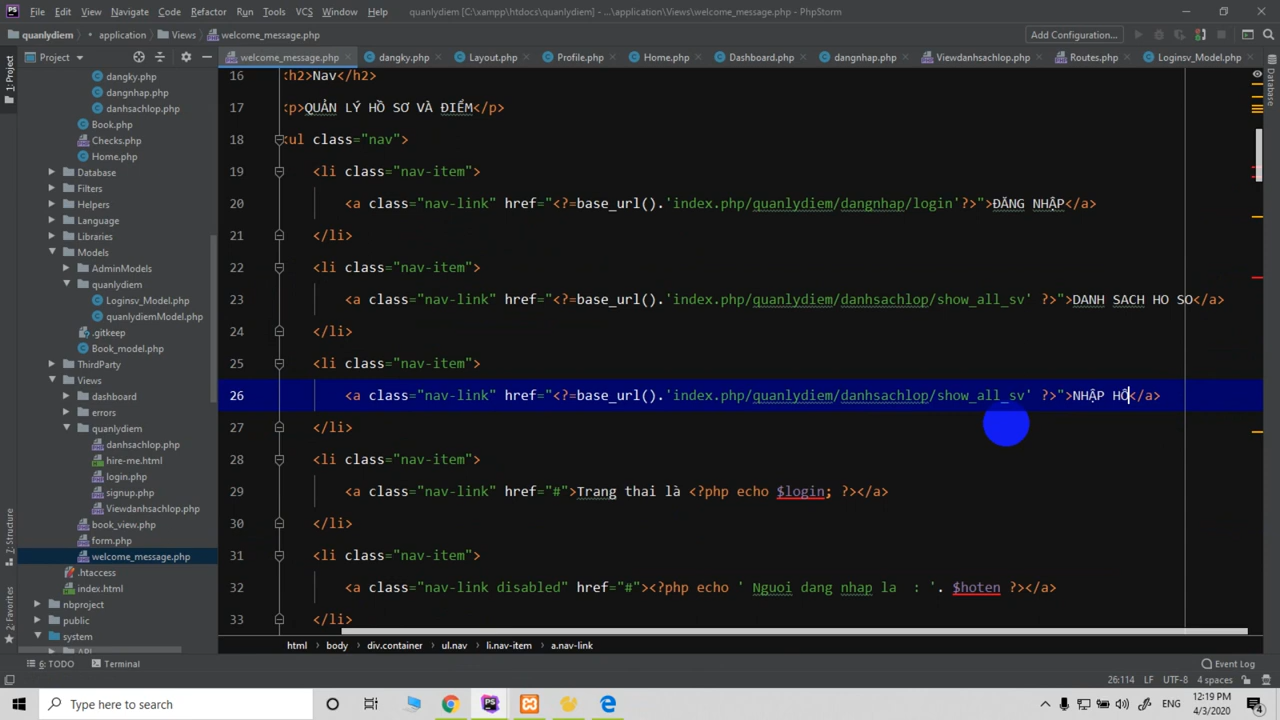 File Edit View Navigate Code Refactor Run Tools VCS Window Help quanlydiem [C:\xampp\htdocs\quanlydiem] - ...\application\Views\welcome_message.php - PhpStorm
quanlydiem application Views welcome_message.php Add Configuration...
Project welcome_message.php dangky.php Layout.php Profile.php Home.php Dashboard.php dangnhap.php Viewdanhsachlop.php Routes.php Loginsv_Model.php
1: Project
Database
dangky.php
dangnhap.php
danhsachlop.php
Book.php
Checks.php
Home.php
Database
Filters
Helpers
Language
Libraries
Models
AdminModels
quanlydiem
Loginsv_Model.php
quanlydiemModel.php
.gitkeep
Book_model.php
ThirdParty
Views
dashboard
errors
quanlydiem
danhsachlop.php
hire-me.html
login.php
signup.php
Viewdanhsachlop.php
book_view.php
form.php
welcome_message.php
.htaccess
index.html
nbproject
public
system
API
7: Structure
2: Favorites
16 <h2>Nav</h2>
17 <p>QUẢN LÝ HỒ SƠ VÀ ĐIỂM</p>
18 <ul class="nav">
19 <li class="nav-item">
20 <a class="nav-link" href="<?=base_url().'index.php/quanlydiem/dangnhap/login'?>">ĐĂNG NHẬP</a>
21 </li>
22 <li class="nav-item">
23 <a class="nav-link" href="<?=base_url().'index.php/quanlydiem/danhsachlop/show_all_sv' ?>">DANH SACH HO SO</a>
24 </li>
25 <li class="nav-item">
26 <a class="nav-link" href="<?=base_url().'index.php/quanlydiem/danhsachlop/show_all_sv' ?>">NHẬP HỒ</a>
27 </li>
28 <li class="nav-item">
29 <a class="nav-link" href="#">Trang thai là <?php echo $login; ?></a>
30 </li>
31 <li class="nav-item">
32 <a class="nav-link disabled" href="#"><?php echo ' Nguoi dang nhap la : '. $hoten ?></a>
33 </li>
html body div.container ul.nav li.nav-item a.nav-link
6: TODO Terminal Event Log
26:114 LF UTF-8 4 spaces
Type here to search ENG 12:19 PM
4/3/2020 4